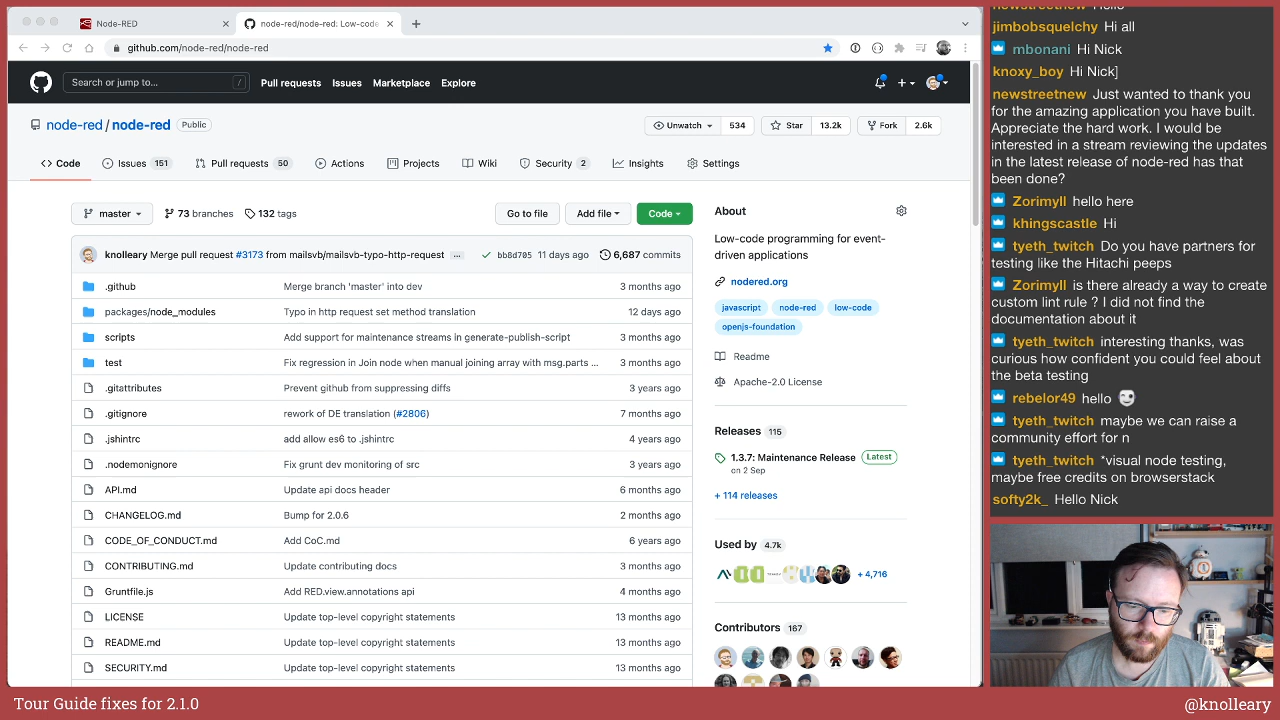 Node-RED
node-red/node-red: Low-code
github.com/node-red/node-red
Search or jump to...
/
Pull requests
Issues
Marketplace
Explore
node-red / node-red
Public
Unwatch
534
Star
13.2k
Fork
2.6k
Code
Issues 151
Pull requests 50
Actions
Projects
Wiki
Security 2
Insights
Settings
master
73 branches
132 tags
Go to file
Add file
Code
knolleary Merge pull request #3173 from mailsvb/mailsvb-typo-http-request ...
bb8d705 11 days ago
6,687 commits
.github Merge branch 'master' into dev 3 months ago
packages/node_modules Typo in http request set method translation 12 days ago
scripts Add support for maintenance streams in generate-publish-script 3 months ago
test Fix regression in Join node when manual joining array with msg.parts ... 3 months ago
.gitattributes Prevent github from suppressing diffs 3 years ago
.gitignore rework of DE translation (#2806) 7 months ago
.jshintrc add allow es6 to .jshintrc 4 years ago
.nodemonignore Fix grunt dev monitoring of src 3 years ago
API.md Update api docs header 6 months ago
CHANGELOG.md Bump for 2.0.6 2 months ago
CODE_OF_CONDUCT.md Add CoC.md 6 years ago
CONTRIBUTING.md Update contributing docs 3 months ago
Gruntfile.js Add RED.view.annotations api 4 months ago
LICENSE Update top-level copyright statements 13 months ago
README.md Update top-level copyright statements 13 months ago
SECURITY.md Update top-level copyright statements 13 months ago
About
Low-code programming for event-
driven applications
nodered.org
javascript node-red low-code
openjs-foundation
Readme
Apache-2.0 License
Releases 115
1.3.7: Maintenance Release Latest
on 2 Sep
+ 114 releases
Used by 4.7k
+ 4,716
Contributors 167
newstreetnew Hello
jimbobsquelchy Hi all
mbonani Hi Nick
knoxy_boy Hi Nick]
newstreetnew Just wanted to thank you
for the amazing application you have built.
Appreciate the hard work. I would be
interested in a stream reviewing the updates
in the latest release of node-red has that
been done?
Zorimyll hello here
khingscastle Hi
tyeth_twitch Do you have partners for
testing like the Hitachi peeps
Zorimyll is there already a way to create
custom lint rule ? I did not find the
documentation about it
tyeth_twitch interesting thanks, was
curious how confident you could feel about
the beta testing
rebelor49 hello
tyeth_twitch maybe we can raise a
community effort for n
tyeth_twitch *visual node testing,
maybe free credits on browserstack
softy2k_ Hello Nick
Tour Guide fixes for 2.1.0
@knolleary